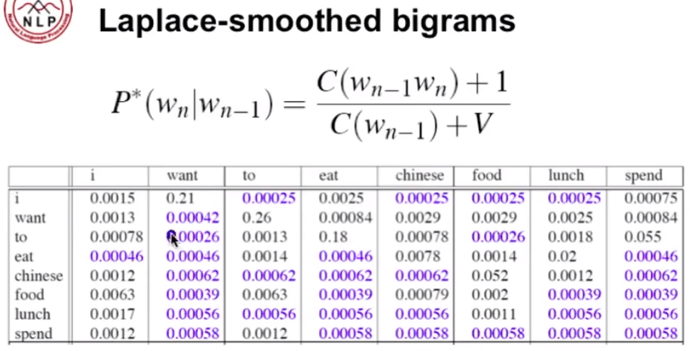 NLP
Laplace-smoothed bigrams
P*(wₙ|wₙ₋₁) = C(wₙ₋₁wₙ)+1 / C(wₙ₋₁)+V
i want to eat chinese food lunch spend
i 0.0015 0.21 0.00025 0.0025 0.00025 0.00025 0.00025 0.00075
want 0.0013 0.00042 0.26 0.00084 0.0029 0.0029 0.0025 0.00084
to 0.00078 0.00026 0.0013 0.18 0.00078 0.00026 0.0018 0.055
eat 0.00046 0.00046 0.0014 0.00046 0.0078 0.0014 0.02 0.00046
chinese 0.0012 0.00062 0.00062 0.00062 0.00062 0.052 0.0012 0.00062
food 0.0063 0.00039 0.0063 0.00039 0.00079 0.002 0.00039 0.00039
lunch 0.0017 0.00056 0.00056 0.00056 0.00056 0.0011 0.00056 0.00056
spend 0.0012 0.00058 0.0012 0.00058 0.00058 0.00058 0.00058 0.00058